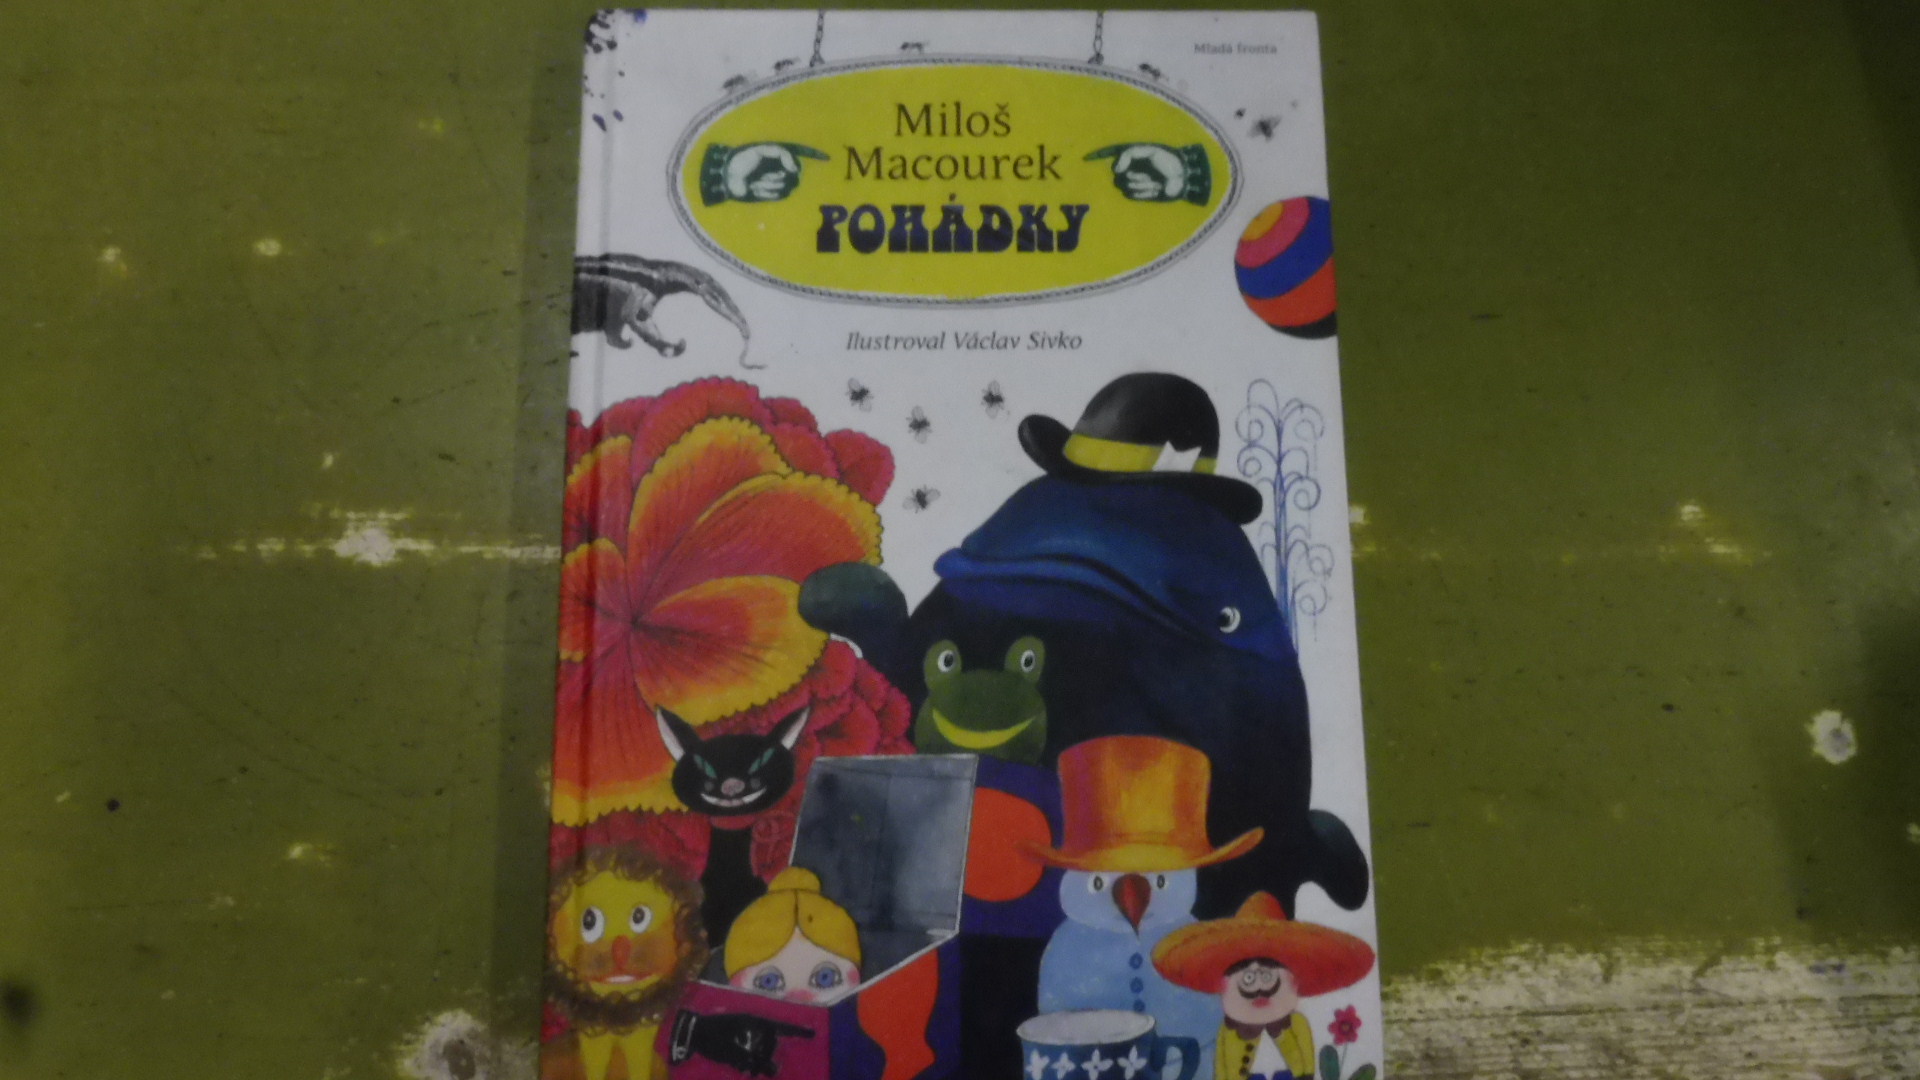 Mladá fronta
Miloš
Macourek
POHÁDKY
Ilustroval Václav Sivko